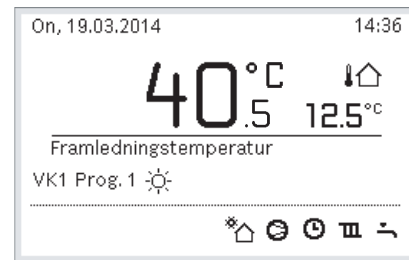 On, 19.03.2014 14:36
40.5 °C
12.5 °C
Framledningstemperatur
VK1 Prog. 1